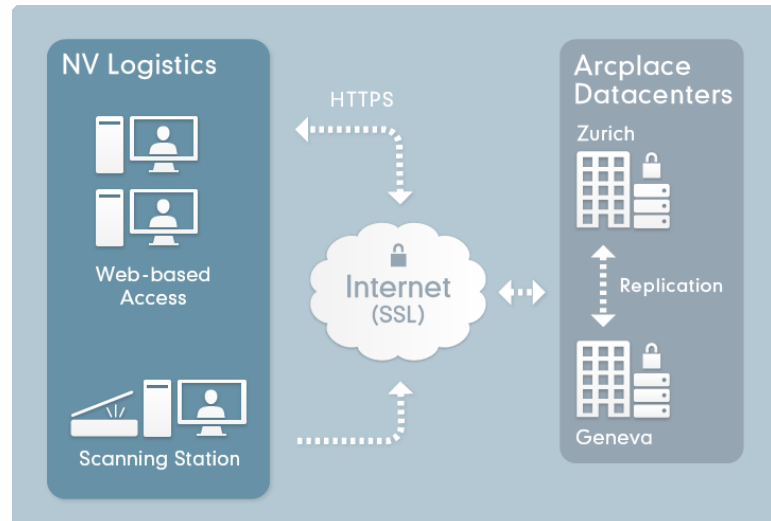 NV Logistics
Web-based
Access
Scanning Station
HTTPS
Internet
(SSL)
Arcplace
Datacenters
Zurich
Replication
Geneva